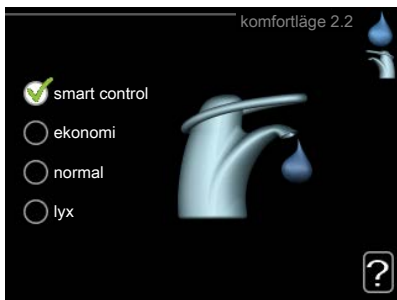 komfortläge 2.2
smart control
ekonomi
normal
lyx
?